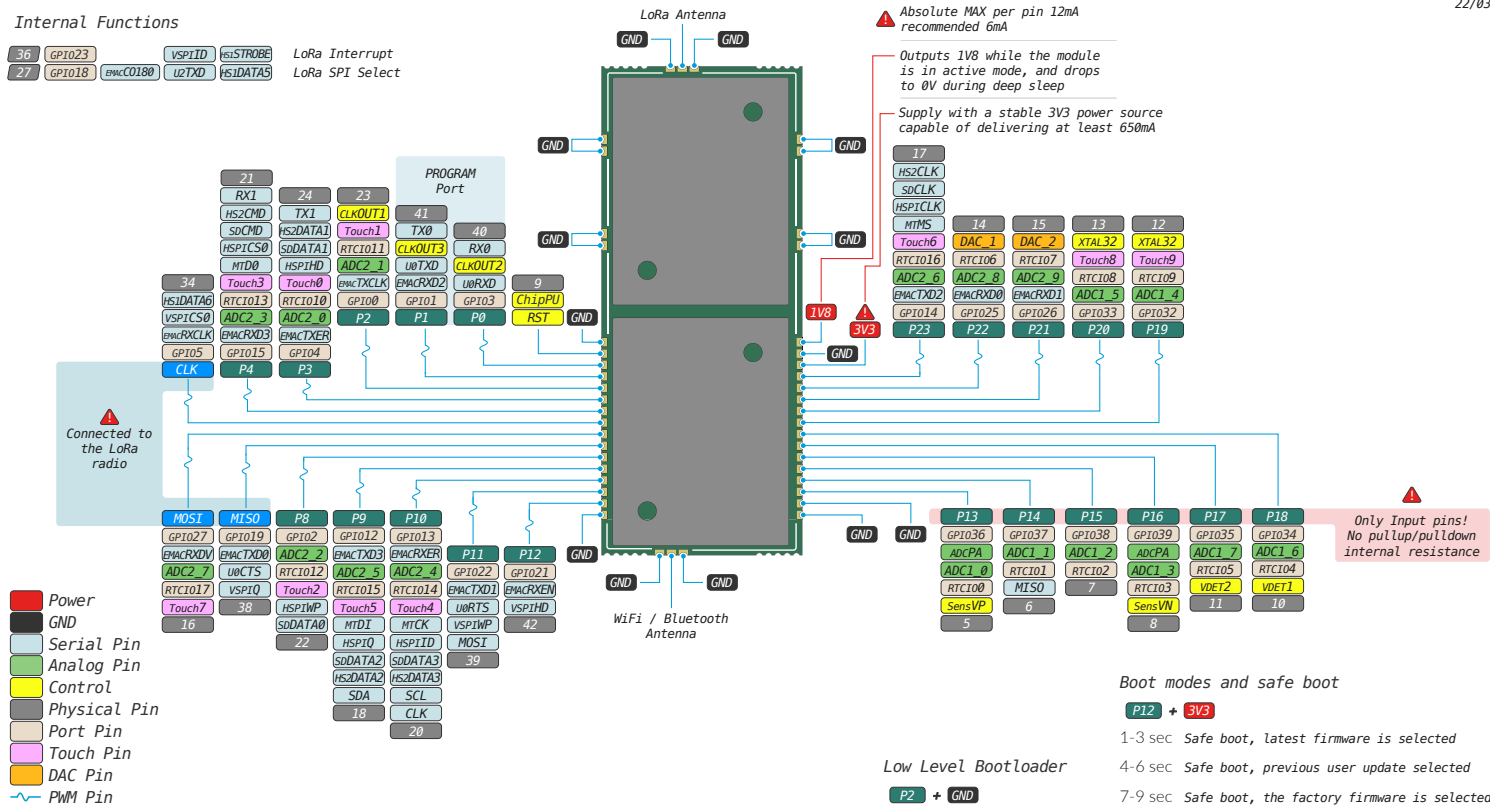 22/03
Internal Functions
36 GPIO23 VSPIID HS1STROBE LoRa Interrupt
27 GPIO18 EMACCO180 U2TXD HS1DATA5 LoRa SPI Select
LoRa Antenna
GND GND
Absolute MAX per pin 12mA
recommended 6mA
Outputs 1V8 while the module
is in active mode, and drops
to 0V during deep sleep
Supply with a stable 3V3 power source
capable of delivering at least 650mA
GND GND
GND GND
PROGRAM
Port
34
HS1DATA6
VSPICS0
EMACRXCLK
GPIO5
CLK
21
RX1
HS2CMD
SDCMD
HSPICS0
MTDO
Touch3
RTCIO13
ADC2_3
EMACRXD3
GPIO15
P4
24
TX1
HS2DATA1
SDDATA1
HSPIHD
Touch0
RTCIO10
ADC2_0
EMACTXER
GPIO4
P3
23
CLKOUT1
Touch1
RTCIO11
ADC2_1
EMACTXCLK
GPIO0
P2
41
TX0
CLKOUT3
U0TXD
EMACRXD2
GPIO1
P1
40
RX0
CLKOUT2
U0RXD
GPIO3
P0
9
ChipPU
RST
GND
1V8
3V3
GND
17
HS2CLK
SDCLK
HSPICLK
MTMS
Touch6
RTCIO16
ADC2_6
EMACTXD2
GPIO14
P23
14
DAC_1
RTCIO6
ADC2_8
EMACRXD0
GPIO25
P22
15
DAC_2
RTCIO7
ADC2_9
EMACRXD1
GPIO26
P21
13
XTAL32
Touch8
RTCIO8
ADC1_5
GPIO33
P20
12
XTAL32
Touch9
RTCIO9
ADC1_4
GPIO32
P19
Connected to
the LoRa
radio
MOSI
GPIO27
EMACRXDV
ADC2_7
RTCIO17
Touch7
16
MISO
GPIO19
EMACTXD0
U0CTS
VSPIQ
38
P8
GPIO2
ADC2_2
RTCIO12
Touch2
HSPIWP
SDDATA0
22
P9
GPIO12
EMACTXD3
ADC2_5
RTCIO15
Touch5
MTDI
HSPIQ
SDDATA2
HS2DATA2
SDA
18
P10
GPIO13
EMACRXER
ADC2_4
RTCIO14
Touch4
MTCK
HSPIID
SDDATA3
HS2DATA3
SCL
CLK
20
P11
GPIO22
EMACTXD1
U0RTS
VSPIWP
MOSI
39
P12
GPIO21
EMACRXEN
VSPIHD
42
GND
GND GND
WiFi / Bluetooth
Antenna
GND GND
P13
GPIO36
ADCPA
ADC1_0
RTCIO0
SensVP
5
P14
GPIO37
ADC1_1
RTCIO1
MISO
6
P15
GPIO38
ADC1_2
RTCIO2
7
P16
GPIO39
ADCPA
ADC1_3
RTCIO3
SensVN
8
P17
GPIO35
ADC1_7
RTCIO5
VDET2
11
P18
GPIO34
ADC1_6
RTCIO4
VDET1
10
Only Input pins!
No pullup/pulldown
internal resistance
Power
GND
Serial Pin
Analog Pin
Control
Physical Pin
Port Pin
Touch Pin
DAC Pin
PWM Pin
Low Level Bootloader
P2 + GND
Boot modes and safe boot
P12 + 3V3
1-3 sec Safe boot, latest firmware is selected
4-6 sec Safe boot, previous user update selected
7-9 sec Safe boot, the factory firmware is selected